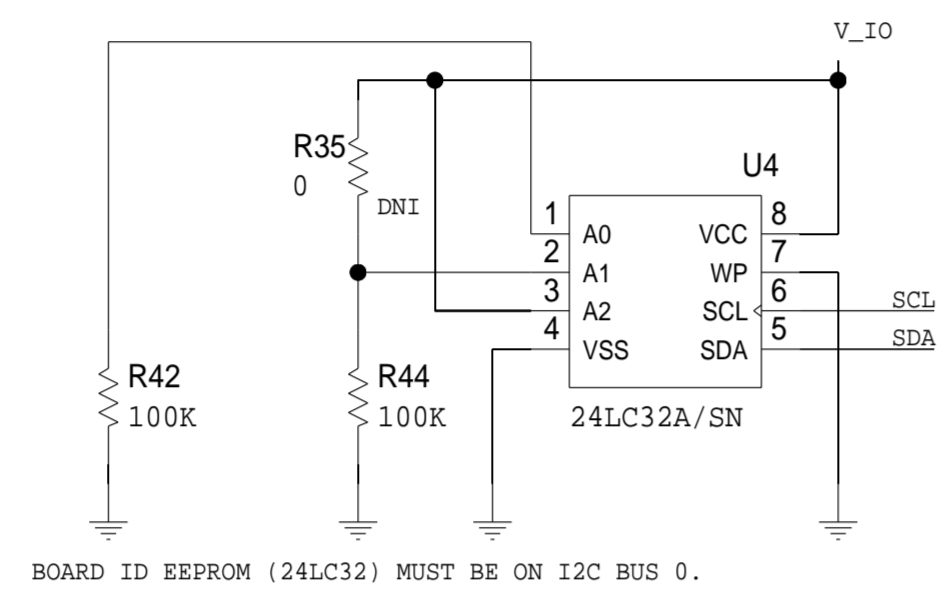 V_IO
R35
0
DNI
U4
1 A0 VCC 8
2 A1 WP 7
3 A2 SCL 6 SCL
4 VSS SDA 5 SDA
R42
100K
R44
100K
24LC32A/SN
BOARD ID EEPROM (24LC32) MUST BE ON I2C BUS 0.